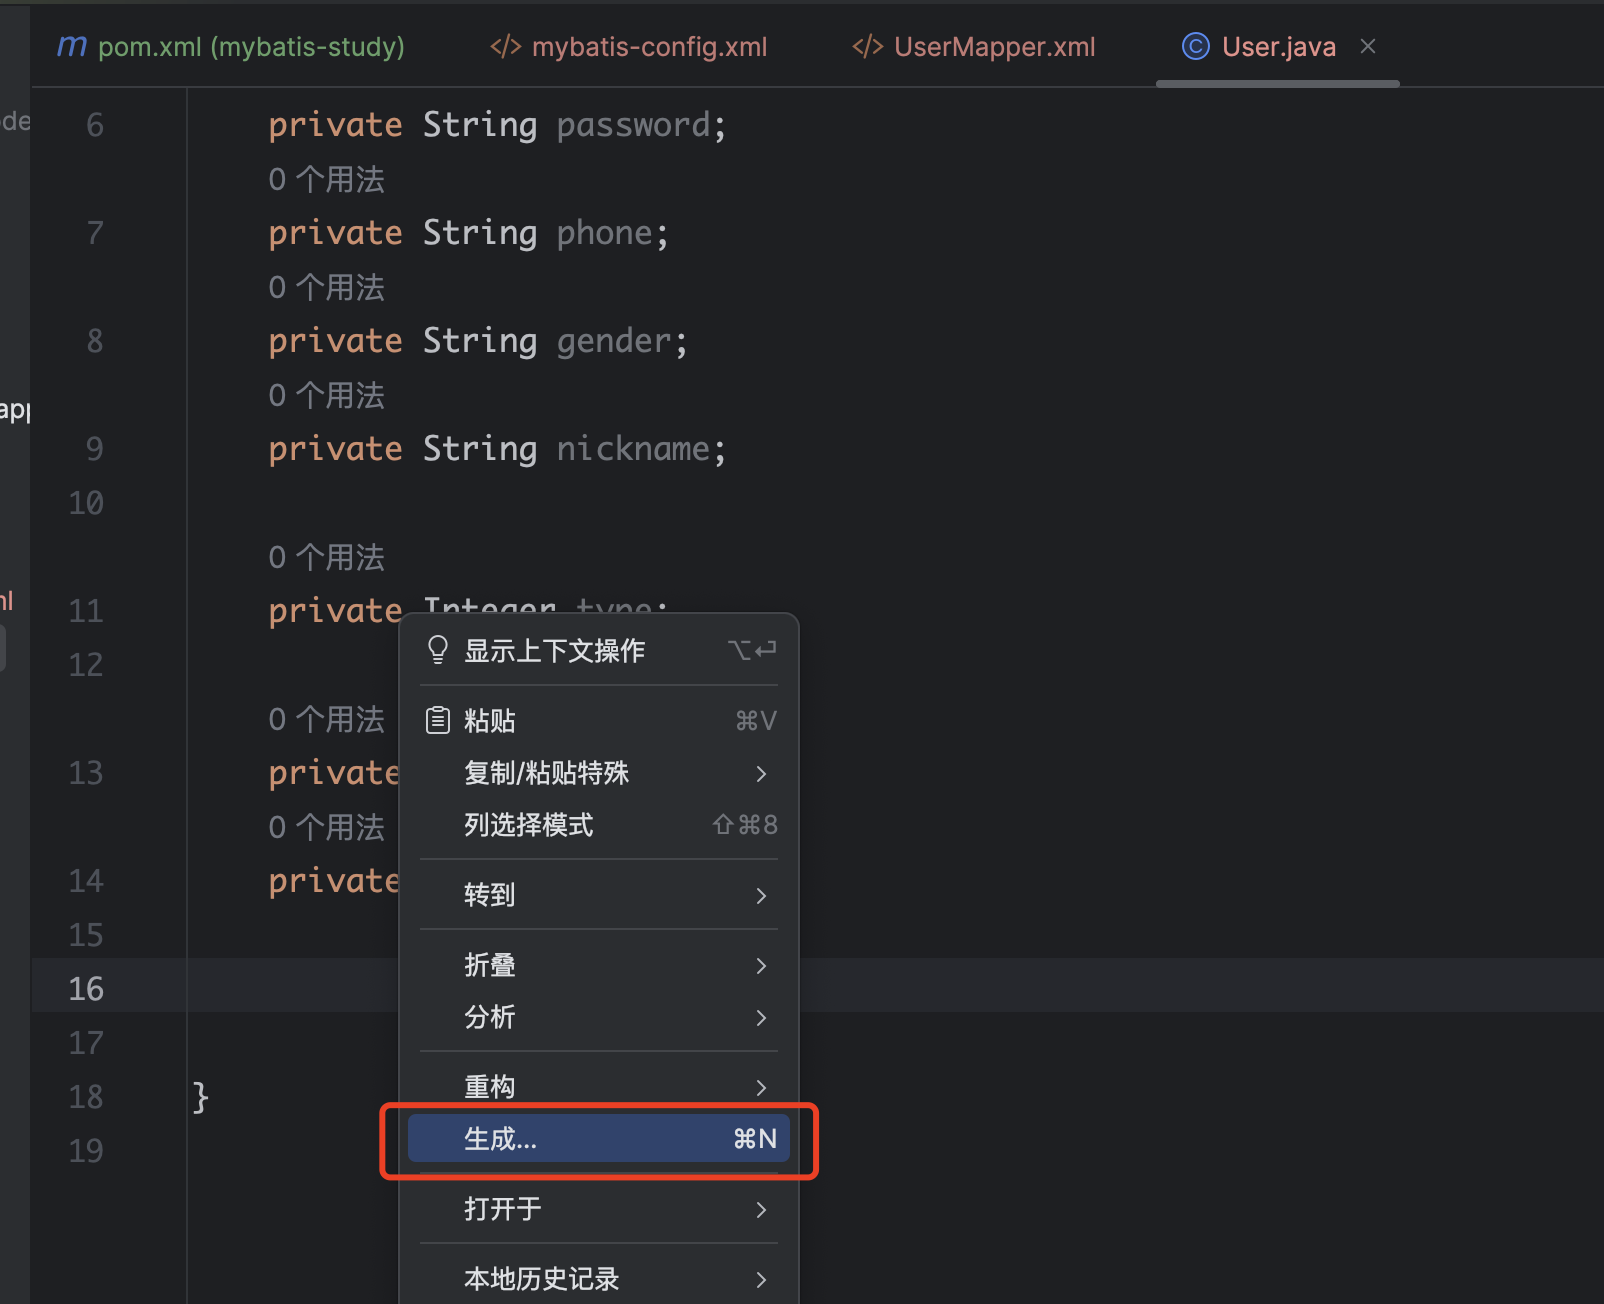 m pom.xml (mybatis-study) </> mybatis-config.xml </> UserMapper.xml © User.java ×
ode
6 private String password;
0 个用法
7 private String phone;
0 个用法
8 private String gender;
0 个用法
app
9 private String nickname;
10
0 个用法
ml
11 private Integer type;
显示上下文操作 ⌥⏎
12
0 个用法
粘贴 ⌘V
13 private
复制/粘贴特殊 >
0 个用法
列选择模式 ⇧⌘8
14 private
转到 >
15
折叠 >
16
分析 >
17
重构 >
18 }
生成... ⌘N
19
打开于 >
本地历史记录 >